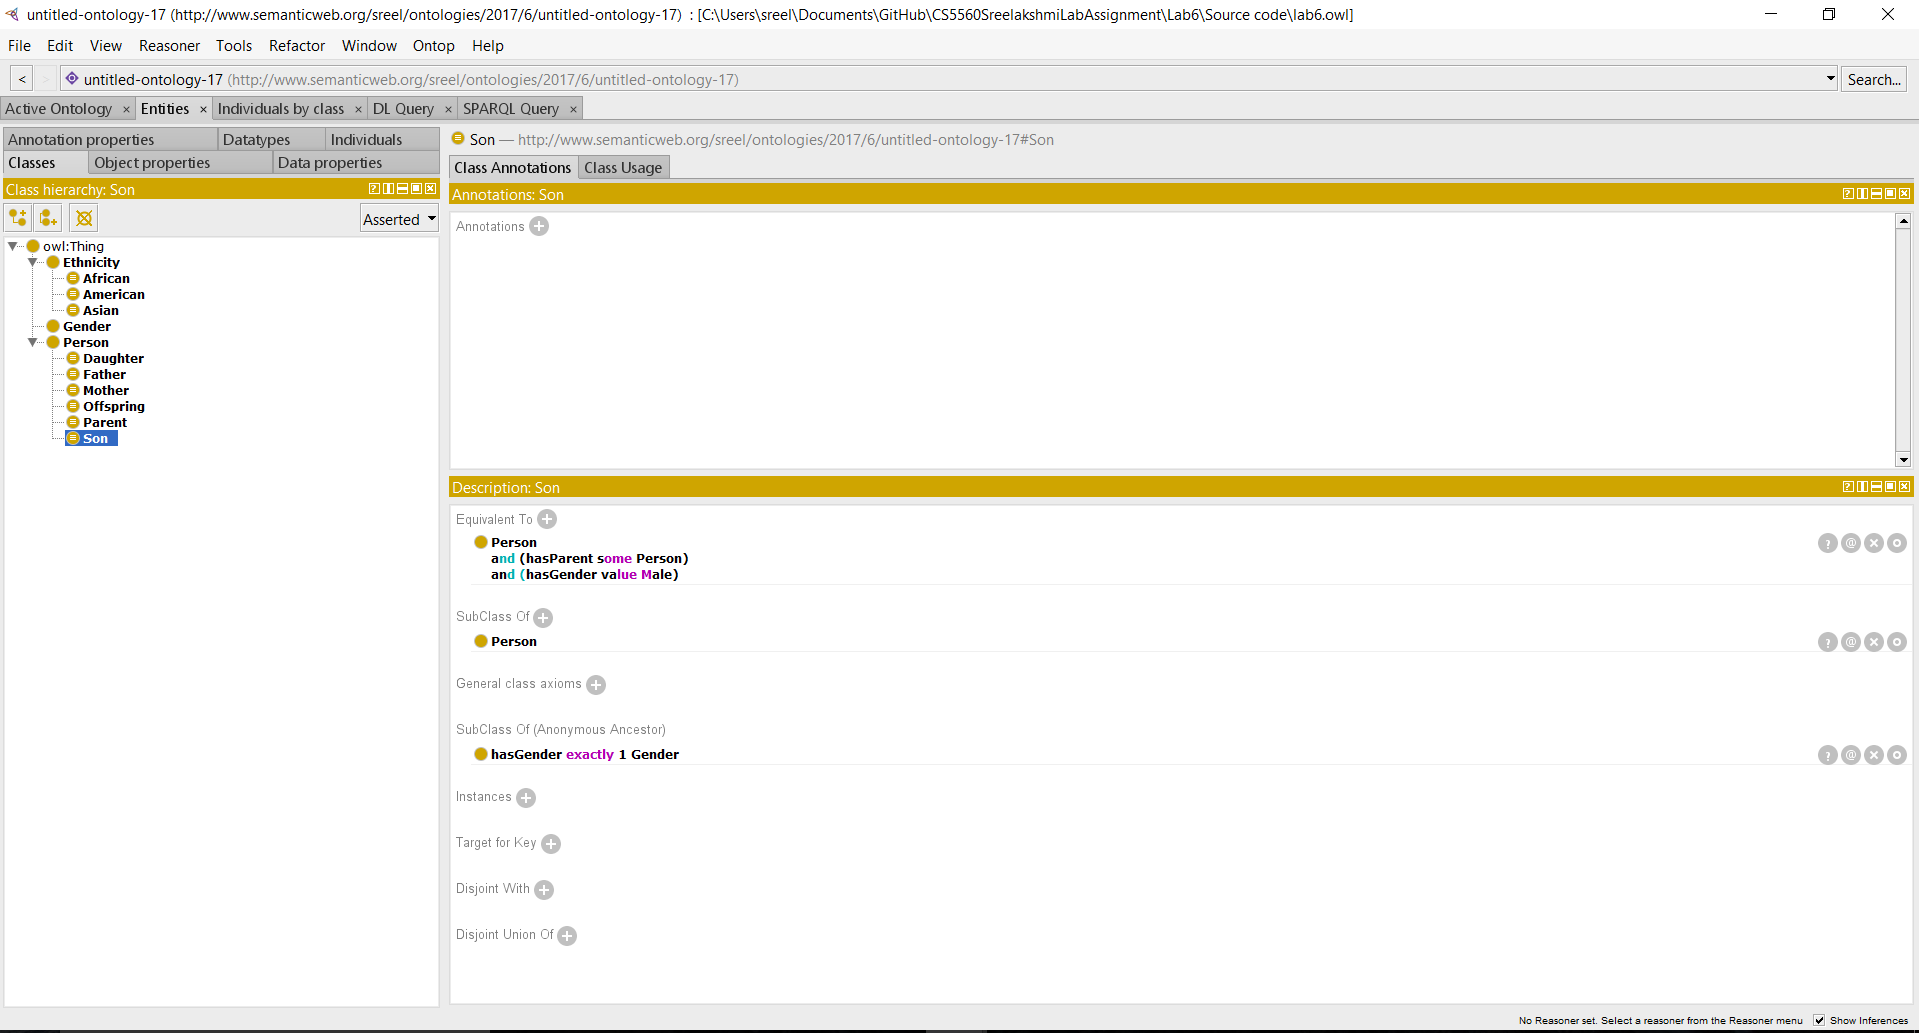 untitled-ontology-17 (http://www.semanticweb.org/sreel/ontologies/2017/6/untitled-ontology-17) : [C:\Users\sreel\Documents\GitHub\CS5560SreelakshmiLabAssignment\Lab6\Source code\lab6.owl]
File Edit View Reasoner Tools Refactor Window Ontop Help
< > untitled-ontology-17 (http://www.semanticweb.org/sreel/ontologies/2017/6/untitled-ontology-17) Search...
Active Ontology × Entities × Individuals by class × DL Query × SPARQL Query ×
Annotation properties Datatypes Individuals
Classes Object properties Data properties
Class hierarchy: Son
Asserted
owl:Thing
Ethnicity
African
American
Asian
Gender
Person
Daughter
Father
Mother
Offspring
Parent
Son
Son — http://www.semanticweb.org/sreel/ontologies/2017/6/untitled-ontology-17#Son
Class Annotations Class Usage
Annotations: Son
Annotations
Description: Son
Equivalent To
Person
and (hasParent some Person)
and (hasGender value Male)
SubClass Of
Person
General class axioms
SubClass Of (Anonymous Ancestor)
hasGender exactly 1 Gender
Instances
Target for Key
Disjoint With
Disjoint Union Of
No Reasoner set. Select a reasoner from the Reasoner menu Show Inferences